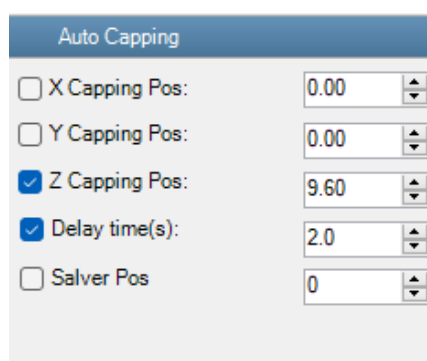 Auto Capping
X Capping Pos: 0.00
Y Capping Pos: 0.00
Z Capping Pos: 9.60
Delay time(s): 2.0
Salver Pos 0